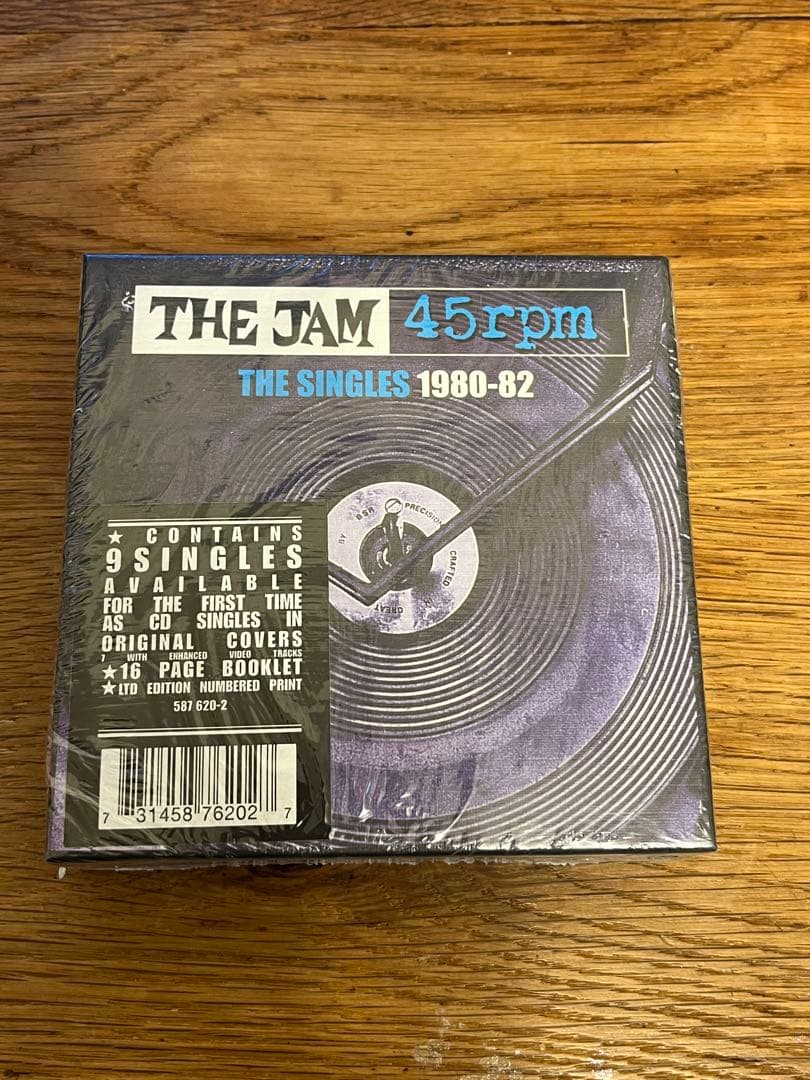 THE JAM 45rpm
THE SINGLES 1980-82
BSR PRECISION
CRAFTED
GREAT
BY
★ CONTAINS
9 SINGLES
AVAILABLE
FOR THE FIRST TIME
AS CD SINGLES IN
ORIGINAL COVERS
7 WITH ENHANCED VIDEO TRACKS
★16 PAGE BOOKLET
★LTD EDITION NUMBERED PRINT
587 620-2
7 31458 76202 7